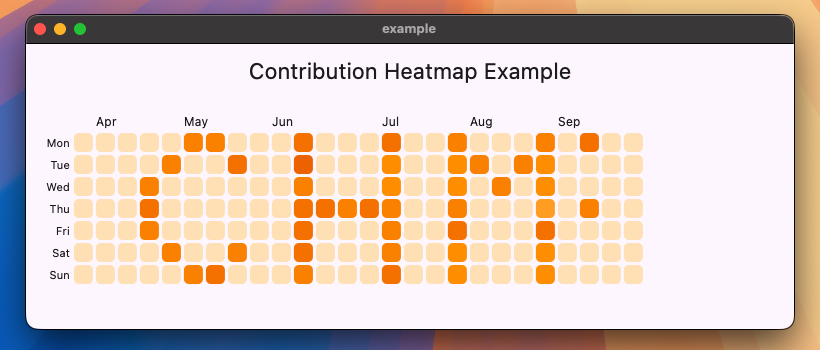 example
Contribution Heatmap Example
Apr May Jun Jul Aug Sep
Mon
Tue
Wed
Thu
Fri
Sat
Sun